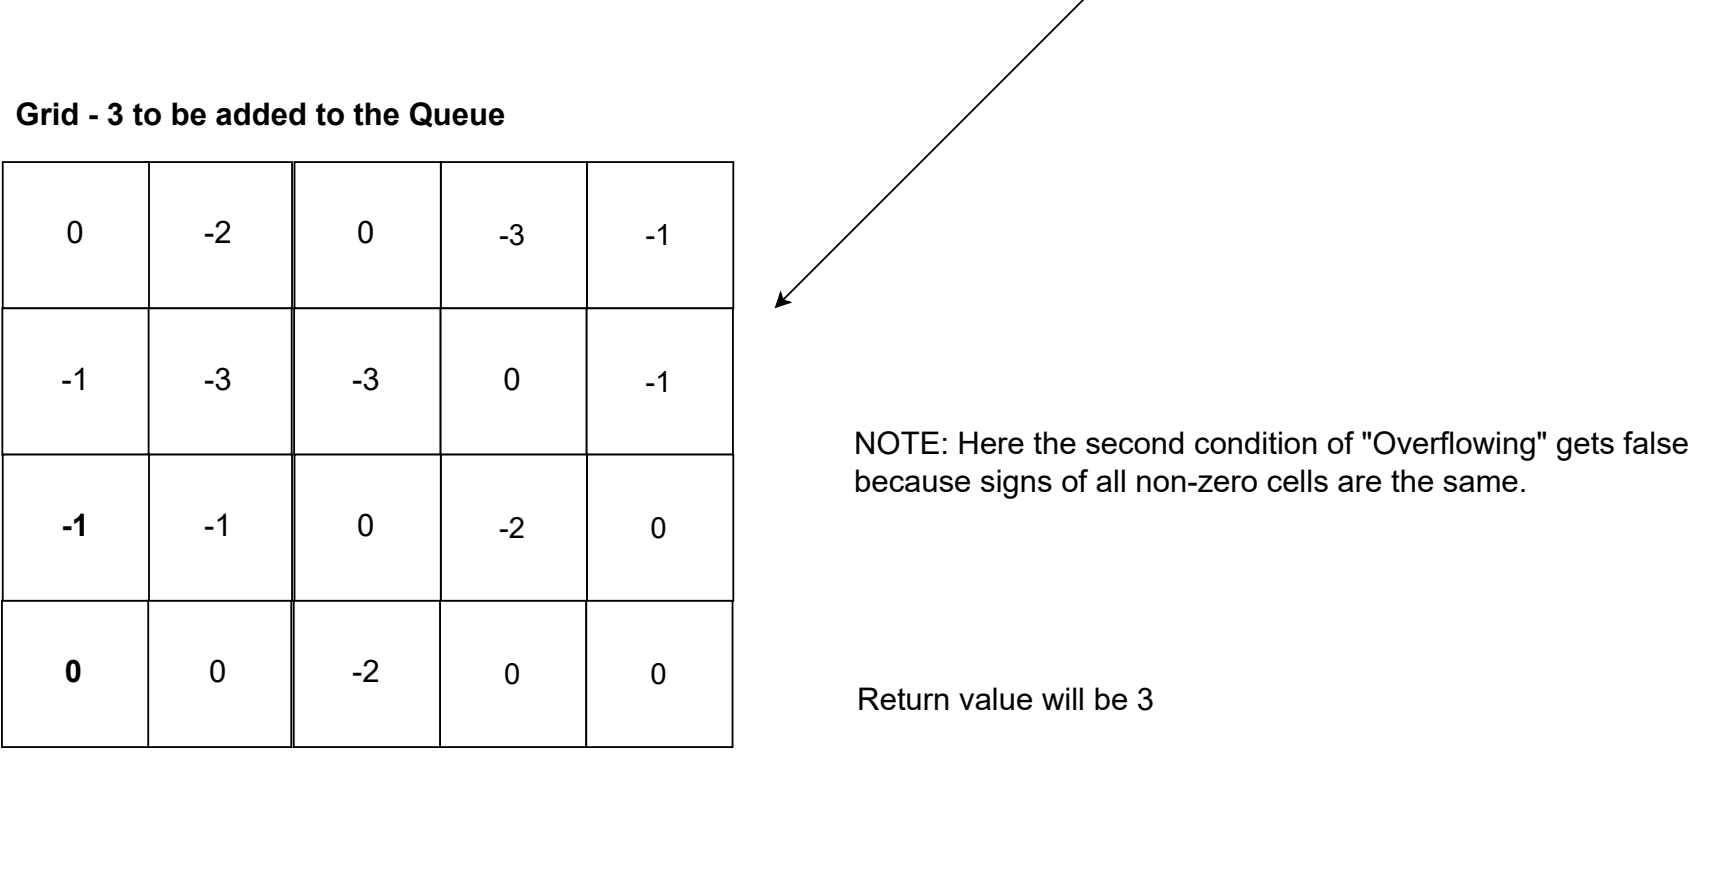 Grid - 3 to be added to the Queue
0 -2 0 -3 -1
-1 -3 -3 0 -1
-1 -1 0 -2 0
0 0 -2 0 0
NOTE: Here the second condition of "Overflowing" gets false
because signs of all non-zero cells are the same.
Return value will be 3